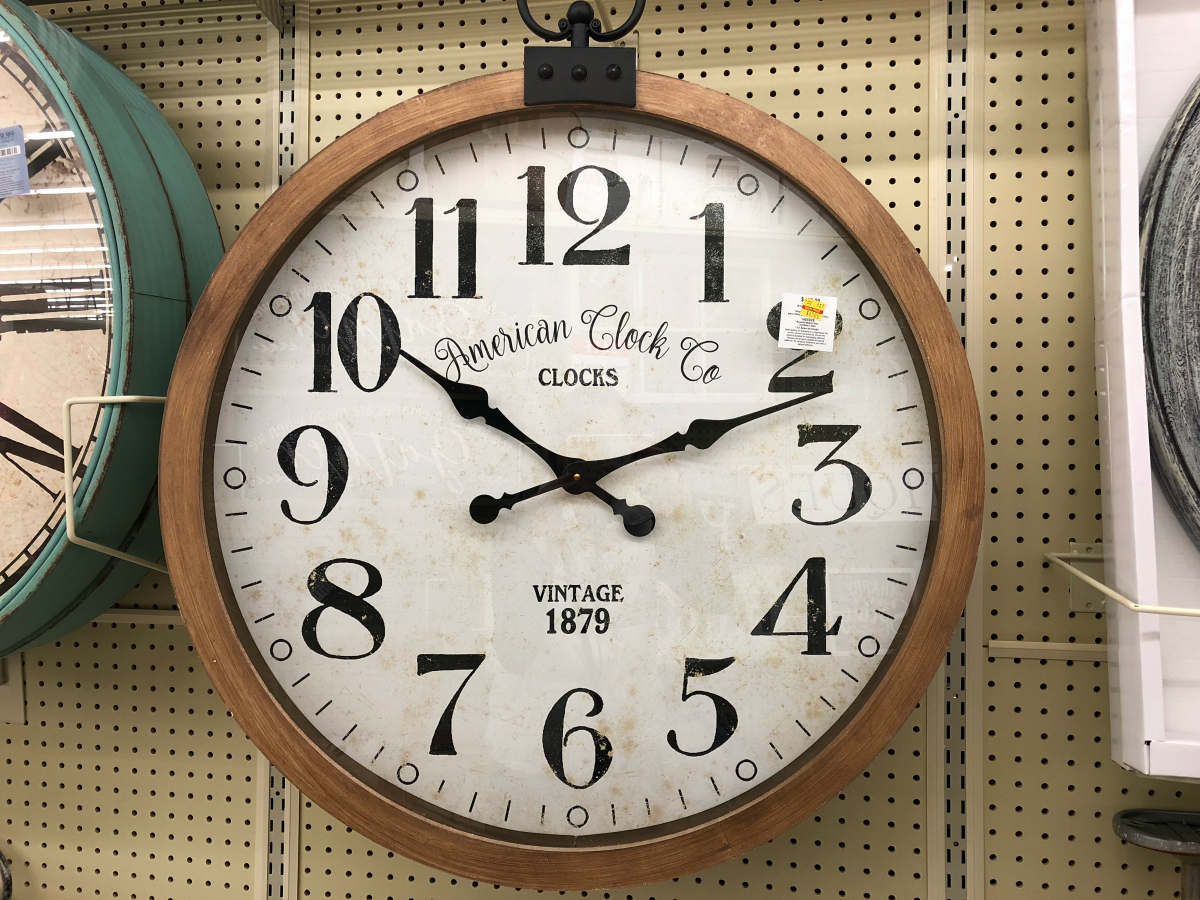 12
11 1
10 2
American Clock Co
CLOCKS
9 3
VINTAGE
1879
8 4
7 5
6